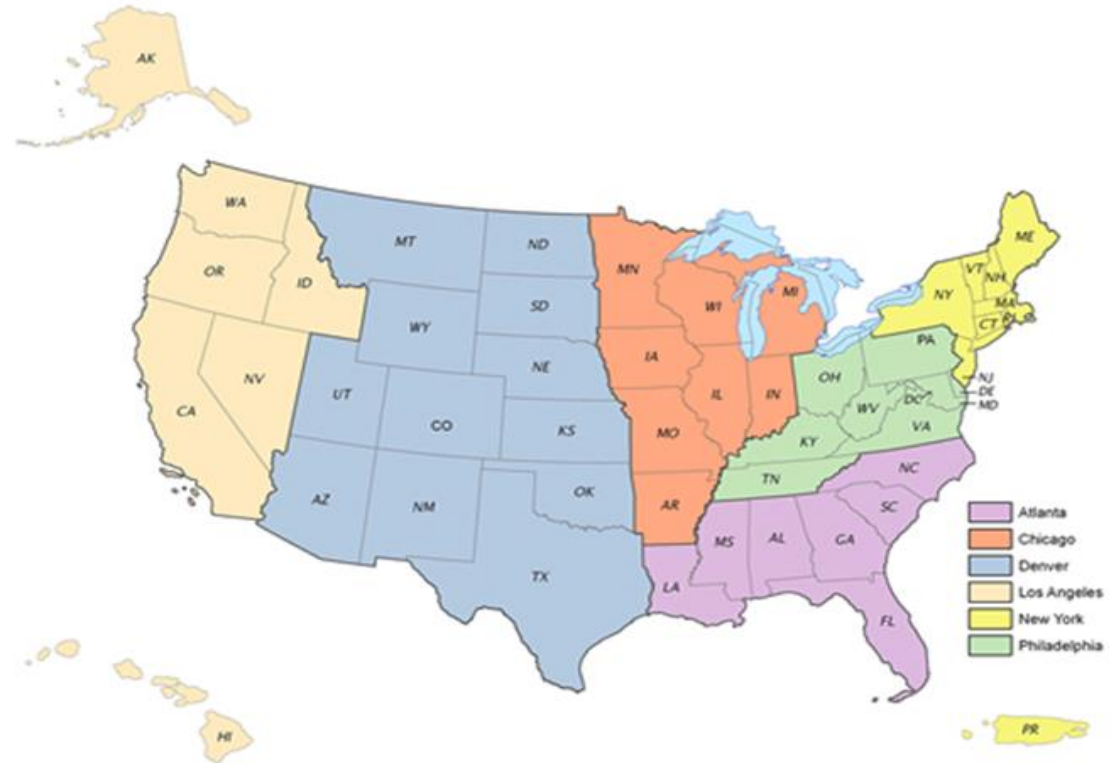 AK
WA
MT
ND
MN
ME
VT
NH
OR
ID
SD
WI
MI
NY
MA
CT
RI
WY
IA
PA
NE
OH
NJ
DE
MD
NV
UT
CO
IL
IN
DC
WV
CA
KS
MO
KY
VA
AZ
NM
OK
AR
TN
NC
SC
MS
AL
GA
TX
LA
FL
Atlanta
Chicago
Denver
Los Angeles
New York
Philadelphia
HI
PR